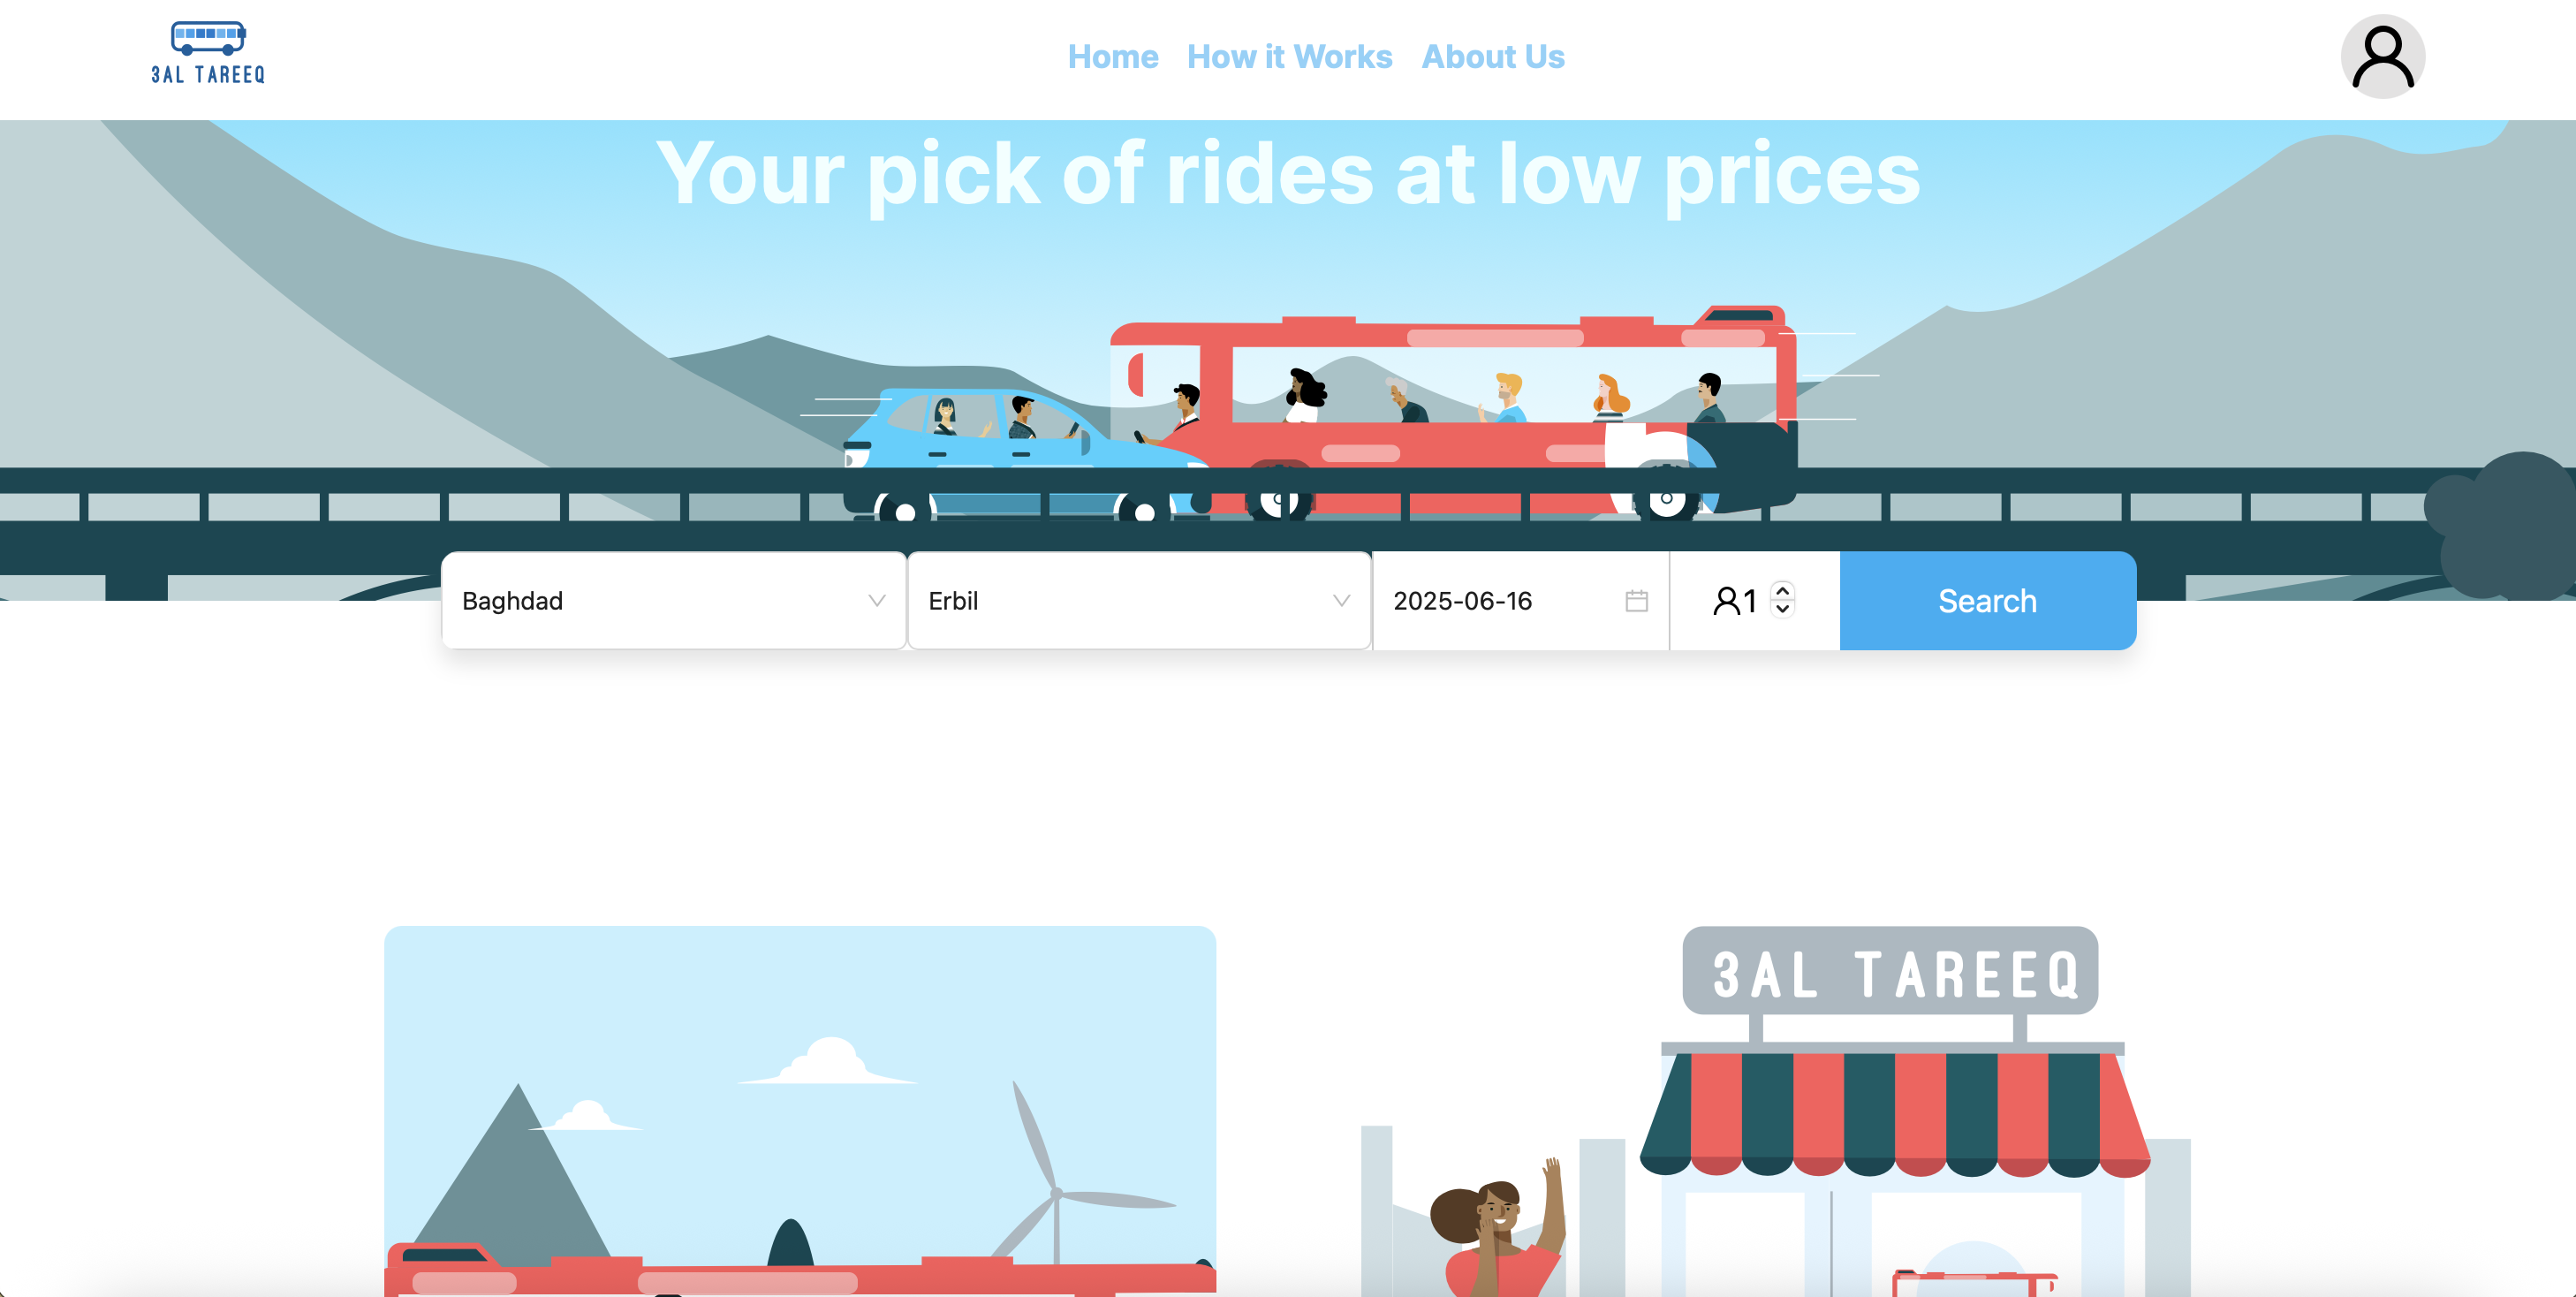 3AL TAREEQ
Home How it Works About Us
Your pick of rides at low prices
Baghdad Erbil 2025-06-16 1 Search
3AL TAREEQ